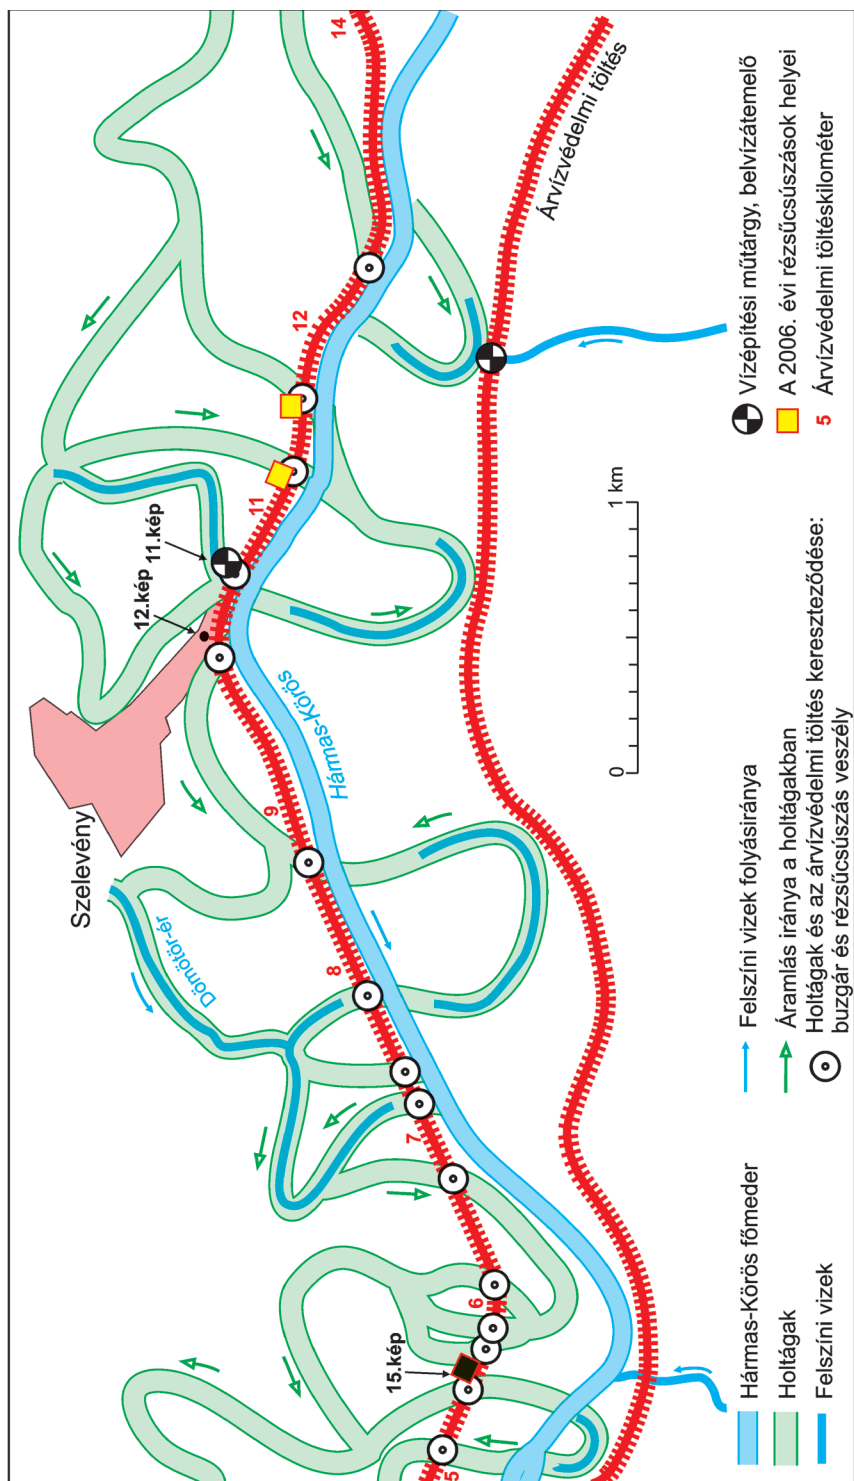 14
12
11
11.kép
12.kép
Szelevény
Hármas-Körös
9
Dömötör-ér
8
7
6
15.kép
5
Árvízvédelmi töltés
0
1 km
Hármas-Körös főmeder
Holtágak
Felszíni vizek
Felszíni vizek folyásiránya
Áramlás iránya a holtágakban
Holtágak és az árvízvédelmi töltés kereszteződése:
buzgár és rézsűcsúszás veszély
Vízépítési műtárgy, belvízátemelő
A 2006. évi rézsűcsúszások helyei
5 Árvízvédelmi töltéskilométer